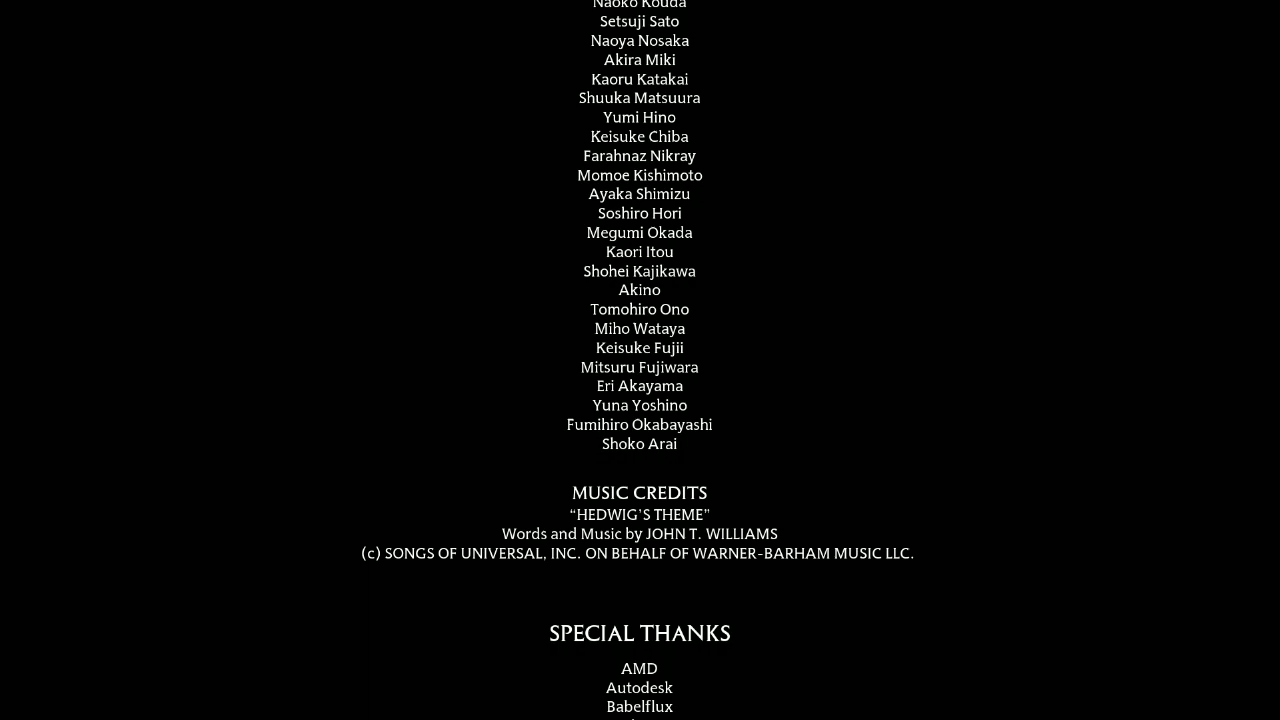 Naoko Kouda
Setsuji Sato
Naoya Nosaka
Akira Miki
Kaoru Katakai
Shuuka Matsuura
Yumi Hino
Keisuke Chiba
Farahnaz Nikray
Momoe Kishimoto
Ayaka Shimizu
Soshiro Hori
Megumi Okada
Kaori Itou
Shohei Kajikawa
Akino
Tomohiro Ono
Miho Wataya
Keisuke Fujii
Mitsuru Fujiwara
Eri Akayama
Yuna Yoshino
Fumihiro Okabayashi
Shoko Arai
MUSIC CREDITS
“HEDWIG’S THEME”
Words and Music by JOHN T. WILLIAMS
(c) SONGS OF UNIVERSAL, INC. ON BEHALF OF WARNER-BARHAM MUSIC LLC.
SPECIAL THANKS
AMD
Autodesk
Babelflux